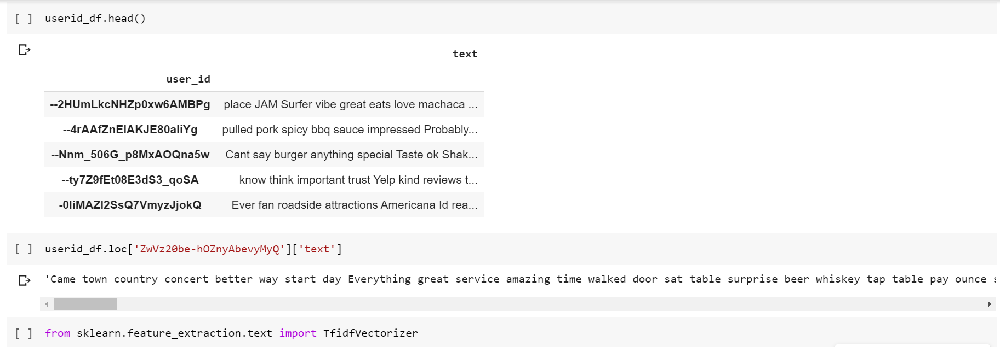 [ ] userid_df.head()
text
user_id
--2HUmLkcNHZp0xw6AMBPg place JAM Surfer vibe great eats love machaca ...
--4rAAfZnEIAKJE80aIiYg pulled pork spicy bbq sauce impressed Probably...
--Nnm_506G_p8MxAOQna5w Cant say burger anything special Taste ok Shak...
--ty7Z9fEt08E3dS3_qoSA know think important trust Yelp kind reviews t...
-0IiMAZI2SsQ7VmyzJjokQ Ever fan roadside attractions Americana Id rea...
[ ] userid_df.loc['ZwVz20be-hOZnyAbevyMyQ']['text']
'Came town country concert better way start day Everything great service amazing time walked door sat table surprise beer whiskey tap table pay ounce s
[ ] from sklearn.feature_extraction.text import TfidfVectorizer